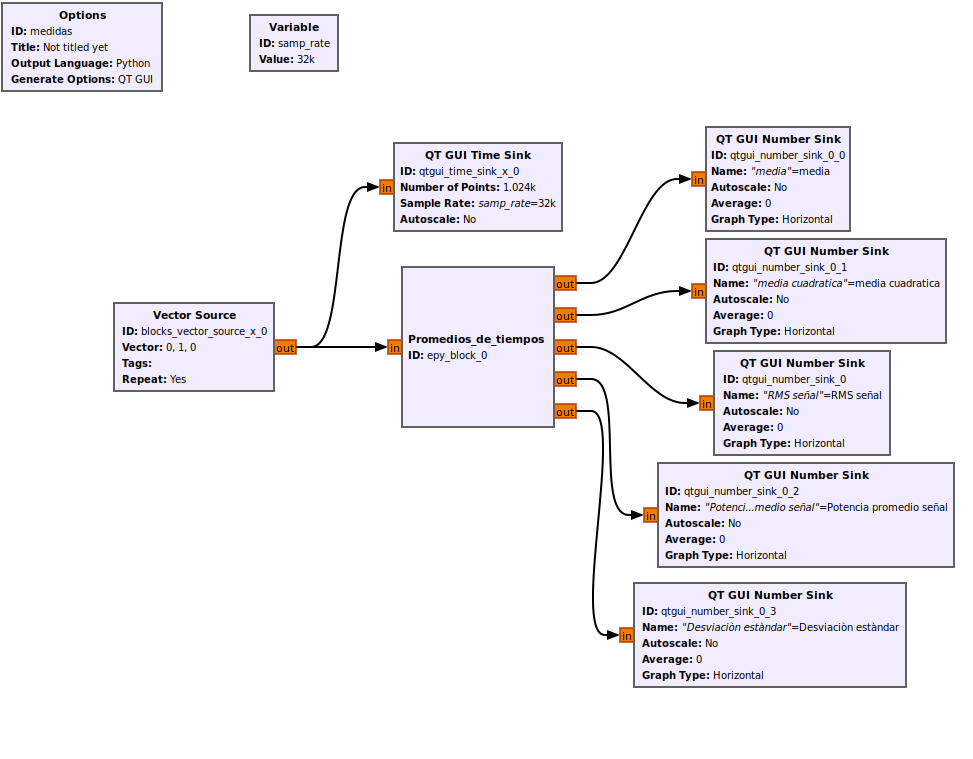 Options
ID: medidas
Title: Not titled yet
Output Language: Python
Generate Options: QT GUI
Variable
ID: samp_rate
Value: 32k
QT GUI Time Sink
ID: qtgui_time_sink_x_0
Number of Points: 1.024k
Sample Rate: samp_rate=32k
Autoscale: No
in
QT GUI Number Sink
ID: qtgui_number_sink_0_0
Name: "media"=media
Autoscale: No
Average: 0
Graph Type: Horizontal
in
QT GUI Number Sink
ID: qtgui_number_sink_0_1
Name: "media cuadratica"=media cuadratica
Autoscale: No
Average: 0
Graph Type: Horizontal
in
Vector Source
ID: blocks_vector_source_x_0
Vector: 0, 1, 0
Tags:
Repeat: Yes
out
in
Promedios_de_tiempos
ID: epy_block_0
out
out
out
out
out
QT GUI Number Sink
ID: qtgui_number_sink_0
Name: "RMS señal"=RMS señal
Autoscale: No
Average: 0
Graph Type: Horizontal
in
QT GUI Number Sink
ID: qtgui_number_sink_0_2
Name: "Potenci...medio señal"=Potencia promedio señal
Autoscale: No
Average: 0
Graph Type: Horizontal
in
QT GUI Number Sink
ID: qtgui_number_sink_0_3
Name: "Desviaciòn estàndar"=Desviaciòn estàndar
Autoscale: No
Average: 0
Graph Type: Horizontal
in